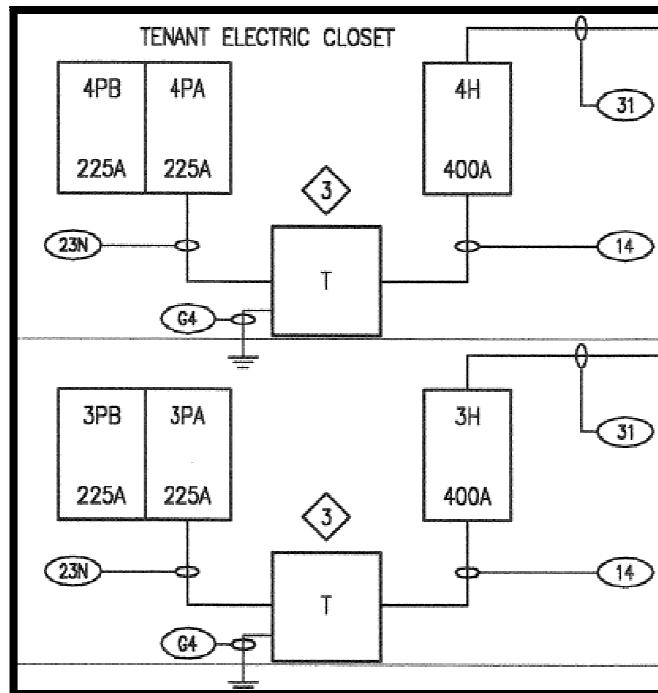 TENANT ELECTRIC CLOSET
4PB 4PA 4H
31
225A 225A 400A
3
23N 14
T
G4
3PB 3PA 3H
31
225A 225A 400A
3
23N 14
T
G4